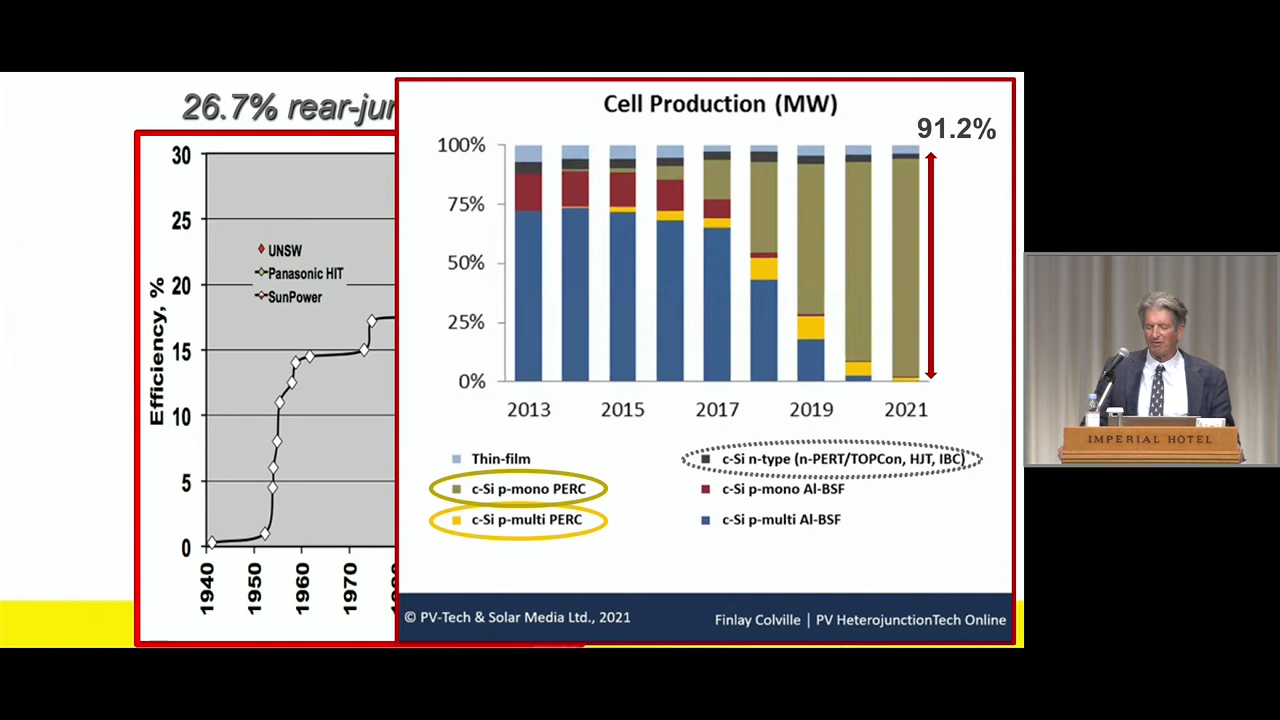 26.7% rear-jun
Cell Production (MW)
91.2%
100%
75%
50%
25%
0%
2013
2015
2017
2019
2021
Thin-film
c-Si n-type (n-PERT/TOPCon, HJT, IBC)
c-Si p-mono PERC
c-Si p-mono Al-BSF
c-Si p-multi PERC
c-Si p-multi Al-BSF
© PV-Tech & Solar Media Ltd., 2021
Finlay Colville | PV HeterojunctionTech Online
Efficiency, %
30
25
20
15
10
5
0
UNSW
Panasonic HIT
SunPower
1940
1950
1960
1970
IMPERIAL HOTEL